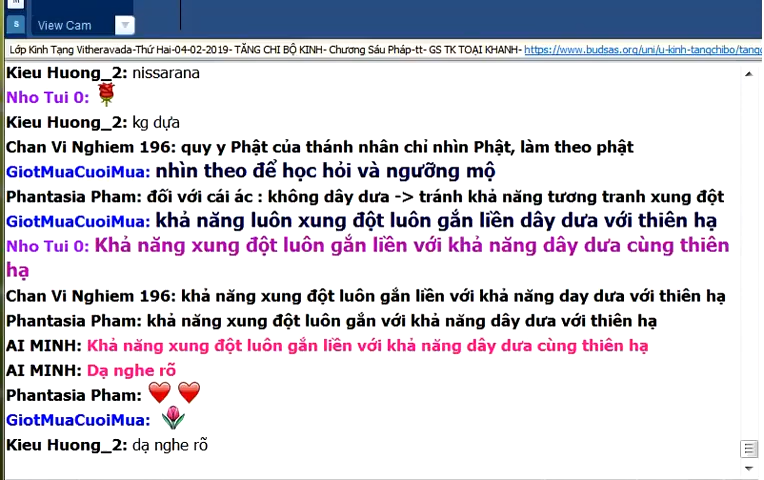 M
S
View Cam
Lớp Kinh Tạng Vitheravada-Thứ Hai-04-02-2019- TĂNG CHI BỘ KINH- Chương Sáu Pháp-tt- GS TK TOẠI KHANH- https://www.budsas.org/uni/u-kinh-tangchibo/tangc
Kieu Huong_2: nissarana
Nho Tui 0:
Kieu Huong_2: kg dựa
Chan Vi Nghiem 196: quy y Phật của thánh nhân chỉ nhìn Phật, làm theo phật
GiotMuaCuoiMua: nhìn theo để học hỏi và ngưỡng mộ
Phantasia Pham: đối với cái ác : không dây dưa -> tránh khả năng tương tranh xung đột
GiotMuaCuoiMua: khả năng luôn xung đột luôn gắn liền dây dưa với thiên hạ
Nho Tui 0: Khả năng xung đột luôn gắn liền với khả năng dây dưa cùng thiên
hạ
Chan Vi Nghiem 196: khả năng xung đột luôn gắn liền với khả năng day dưa với thiên hạ
Phantasia Pham: khả năng xung đột luôn gắn với khả năng dây dưa với thiên hạ
AI MINH: Khả năng xung đột luôn gắn liền với khả năng dây dưa cùng thiên hạ
AI MINH: Dạ nghe rõ
Phantasia Pham:
GiotMuaCuoiMua:
Kieu Huong_2: dạ nghe rõ